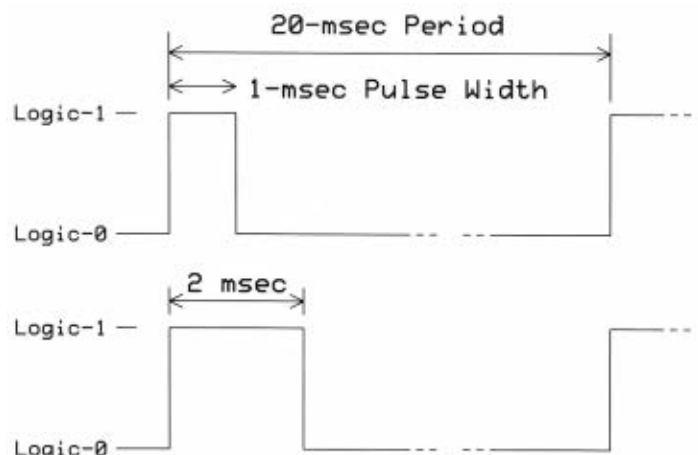 20-msec Period
1-msec Pulse Width
Logic-1
Logic-0
2 msec
Logic-1
Logic-0